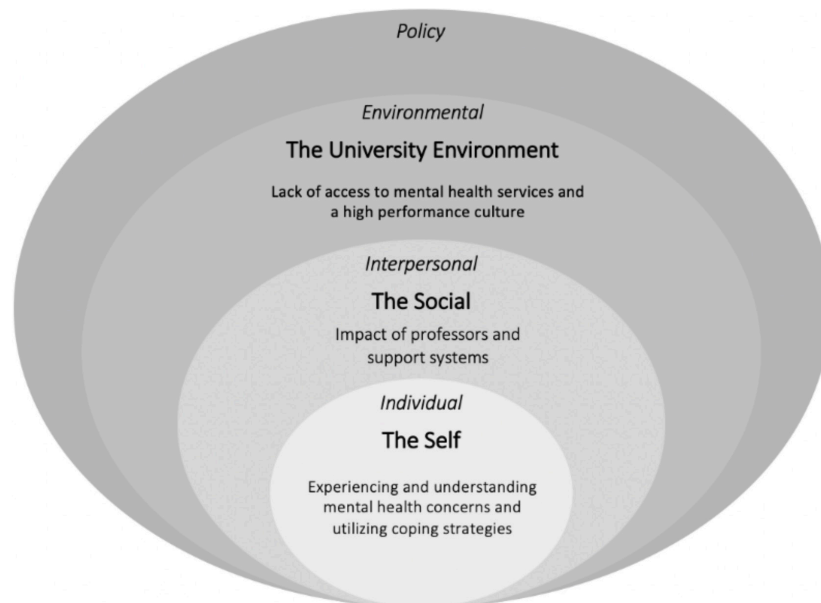 Policy
Environmental
The University Environment
Lack of access to mental health services and
a high performance culture
Interpersonal
The Social
Impact of professors and
support systems
Individual
The Self
Experiencing and understanding
mental health concerns and
utilizing coping strategies